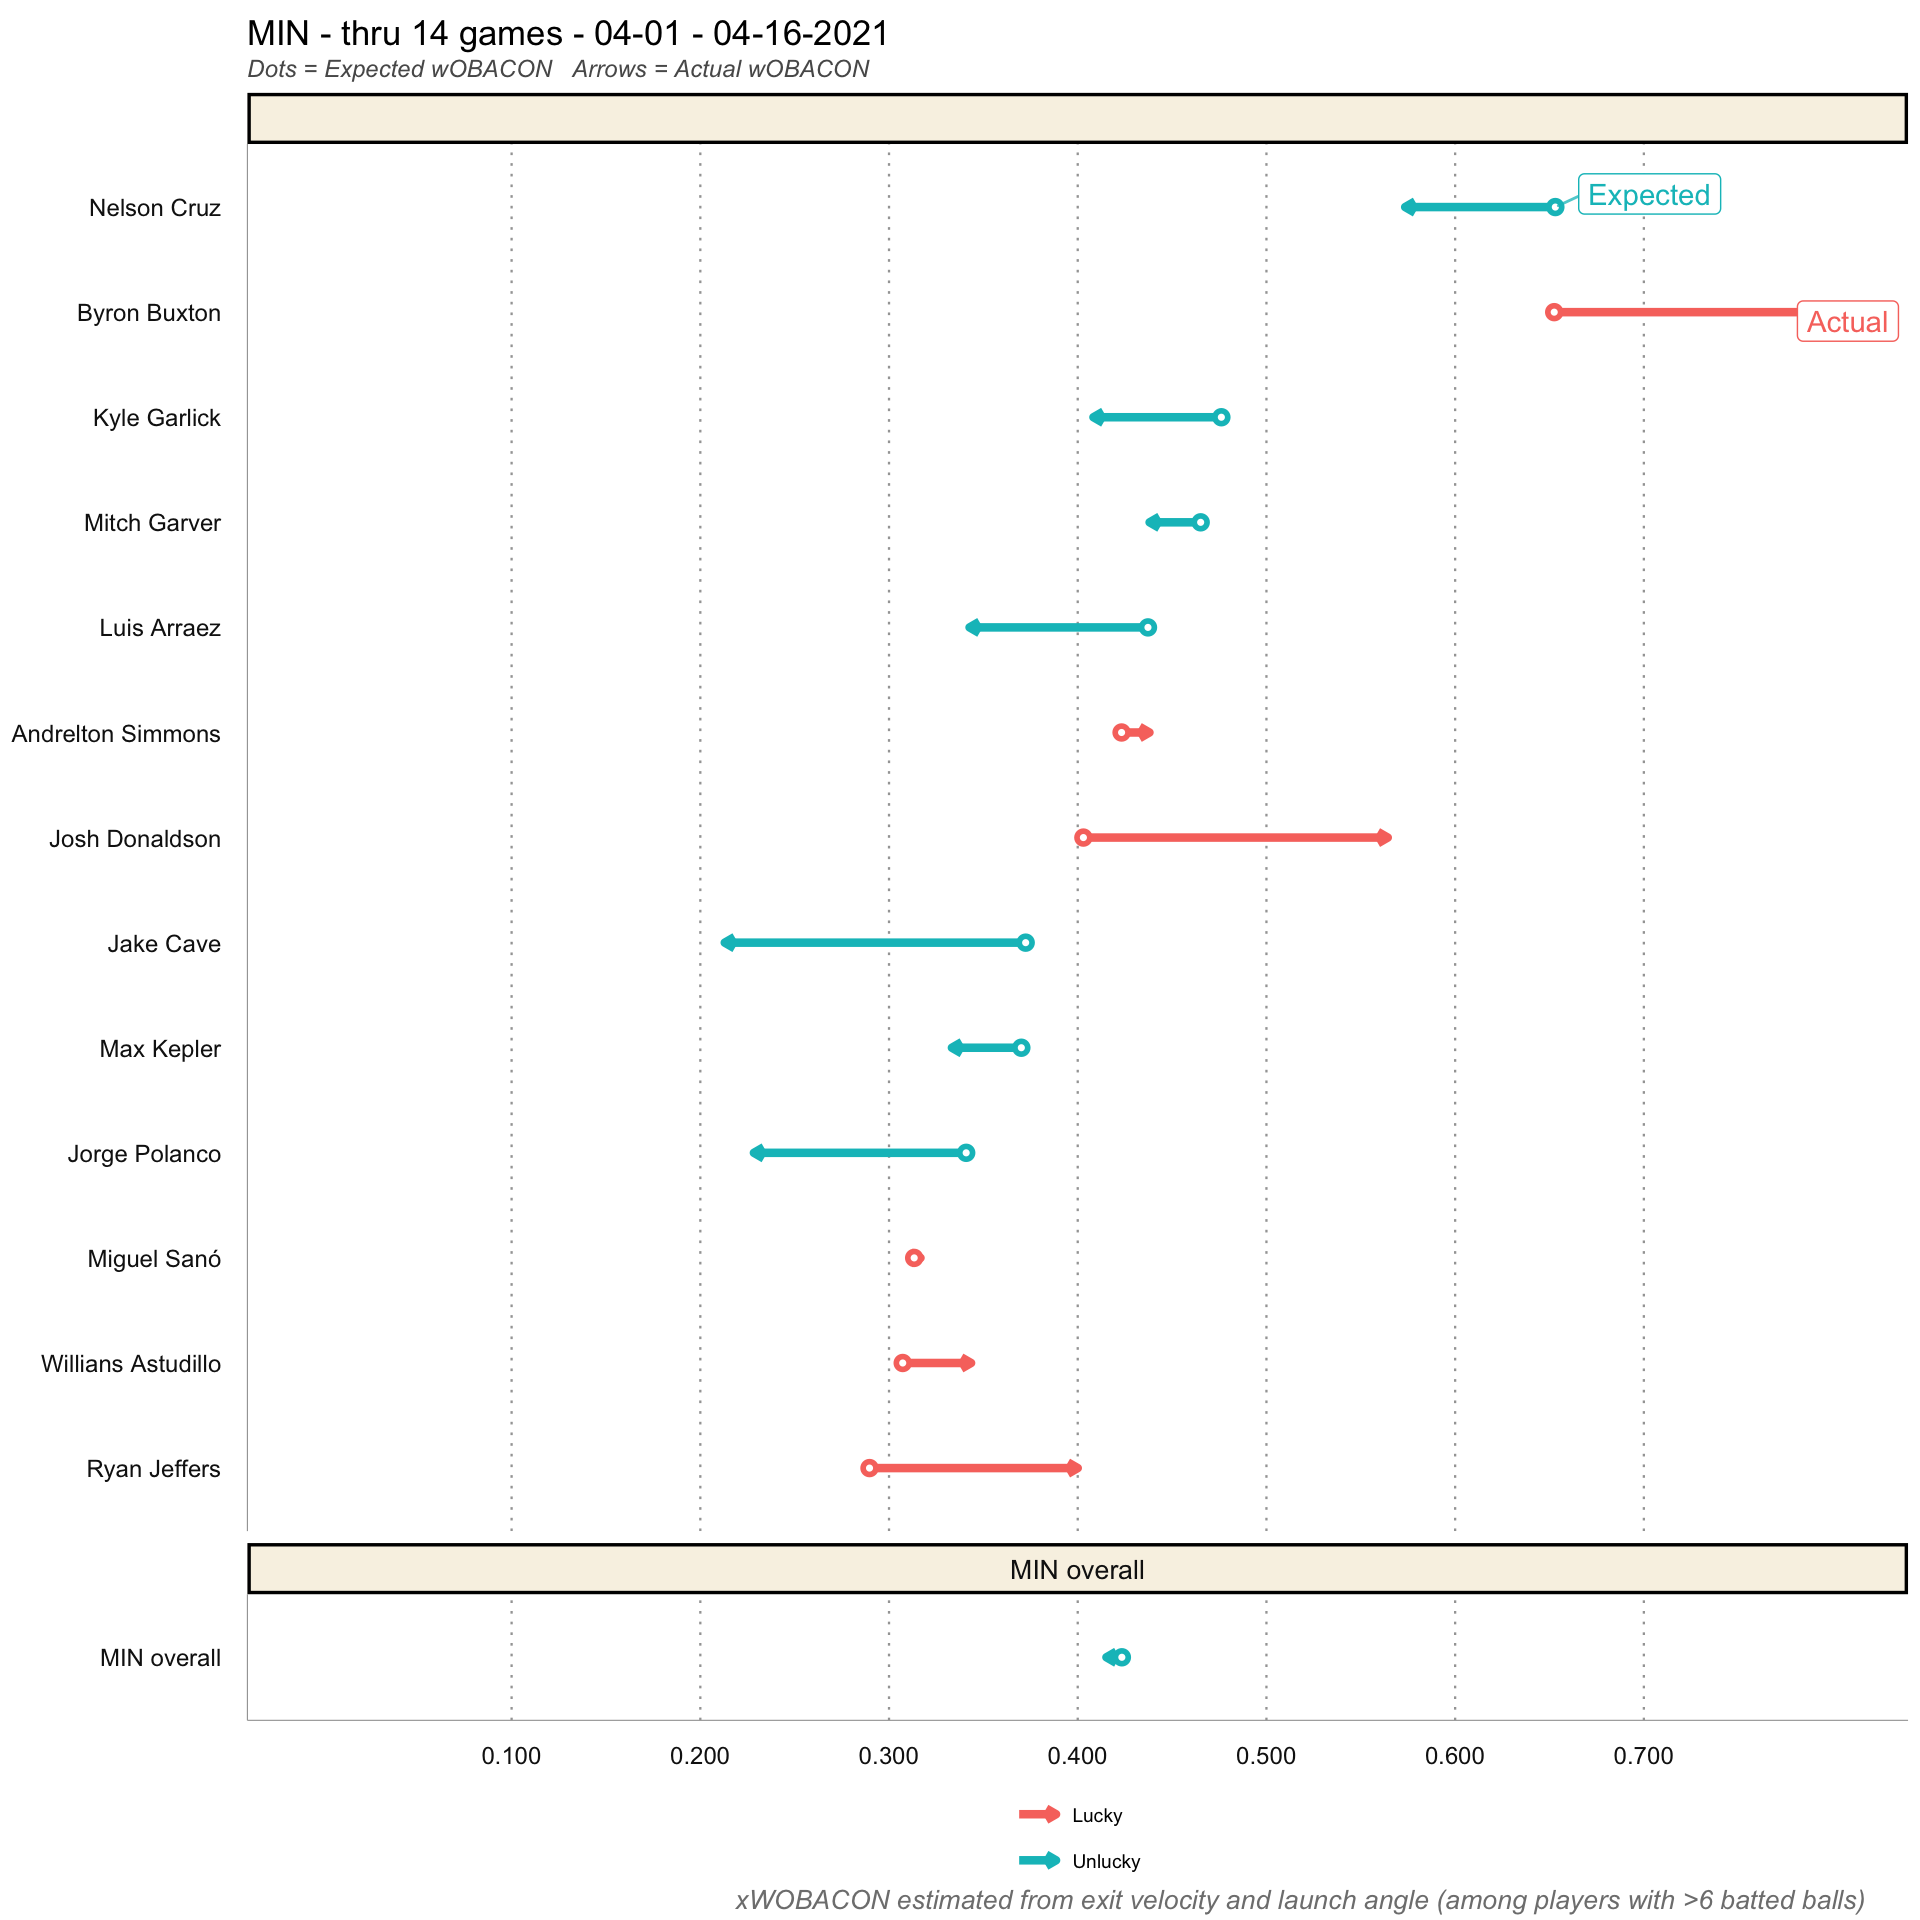 MIN - thru 14 games - 04-01 - 04-16-2021
Dots = Expected wOBACON   Arrows = Actual wOBACON
Nelson Cruz
Expected
Byron Buxton
Actual
Kyle Garlick
Mitch Garver
Luis Arraez
Andrelton Simmons
Josh Donaldson
Jake Cave
Max Kepler
Jorge Polanco
Miguel Sanó
Willians Astudillo
Ryan Jeffers
MIN overall
MIN overall
0.100 0.200 0.300 0.400 0.500 0.600 0.700
Lucky
Unlucky
xWOBACON estimated from exit velocity and launch angle (among players with >6 batted balls)